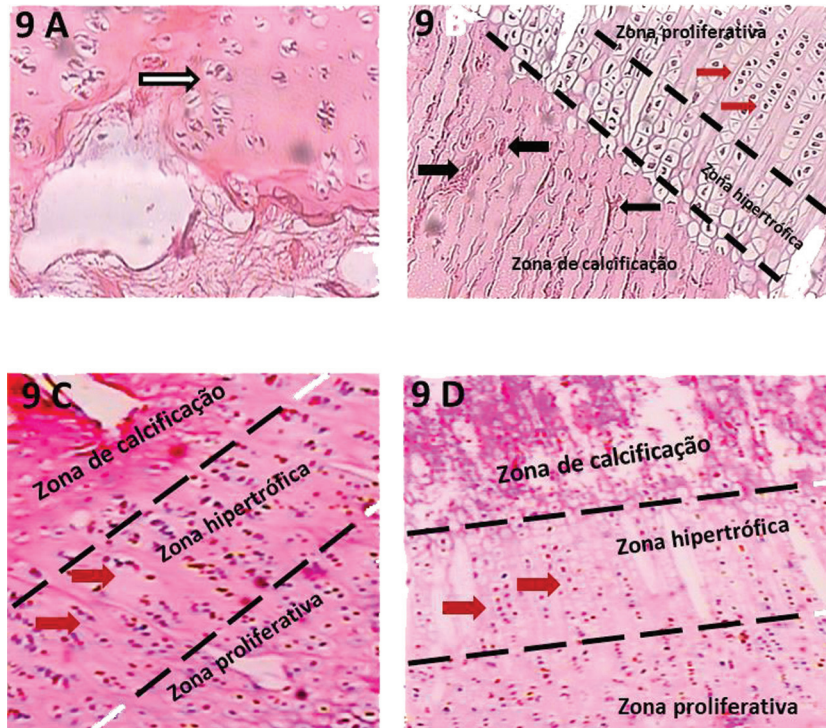 9 A
9 B
Zona proliferativa
Zona hipertrófica
Zona de calcificação
9 C
Zona de calcificação
Zona hipertrófica
Zona proliferativa
9 D
Zona de calcificação
Zona hipertrófica
Zona proliferativa